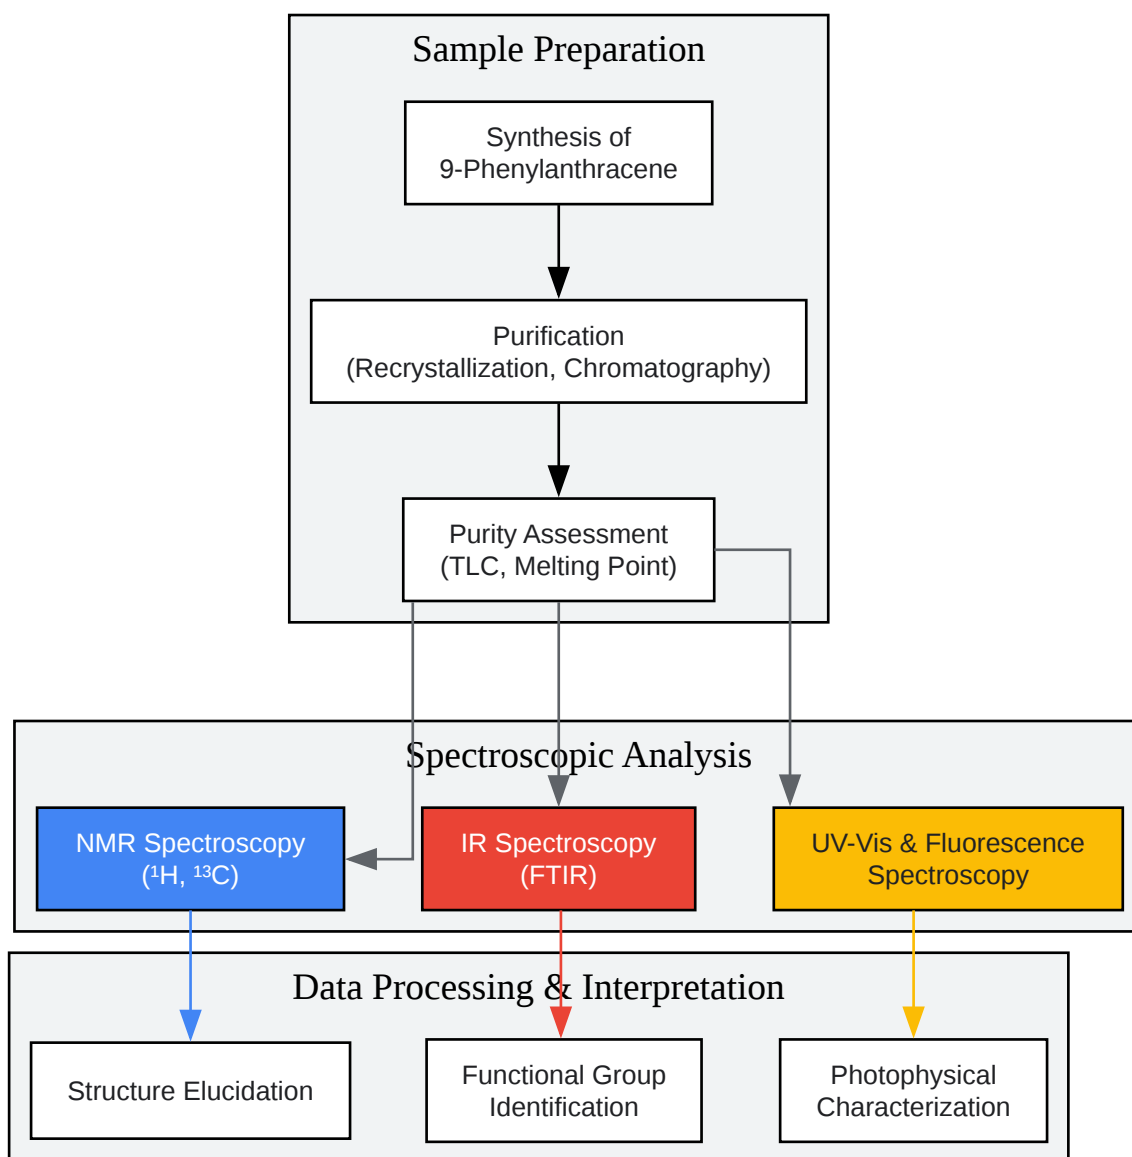 Sample Preparation
Synthesis of
9-Phenylanthracene
Purification
(Recrystallization, Chromatography)
Purity Assessment
(TLC, Melting Point)
Spectroscopic Analysis
NMR Spectroscopy
(¹H, ¹³C)
IR Spectroscopy
(FTIR)
UV-Vis & Fluorescence
Spectroscopy
Data Processing & Interpretation
Structure Elucidation
Functional Group
Identification
Photophysical
Characterization